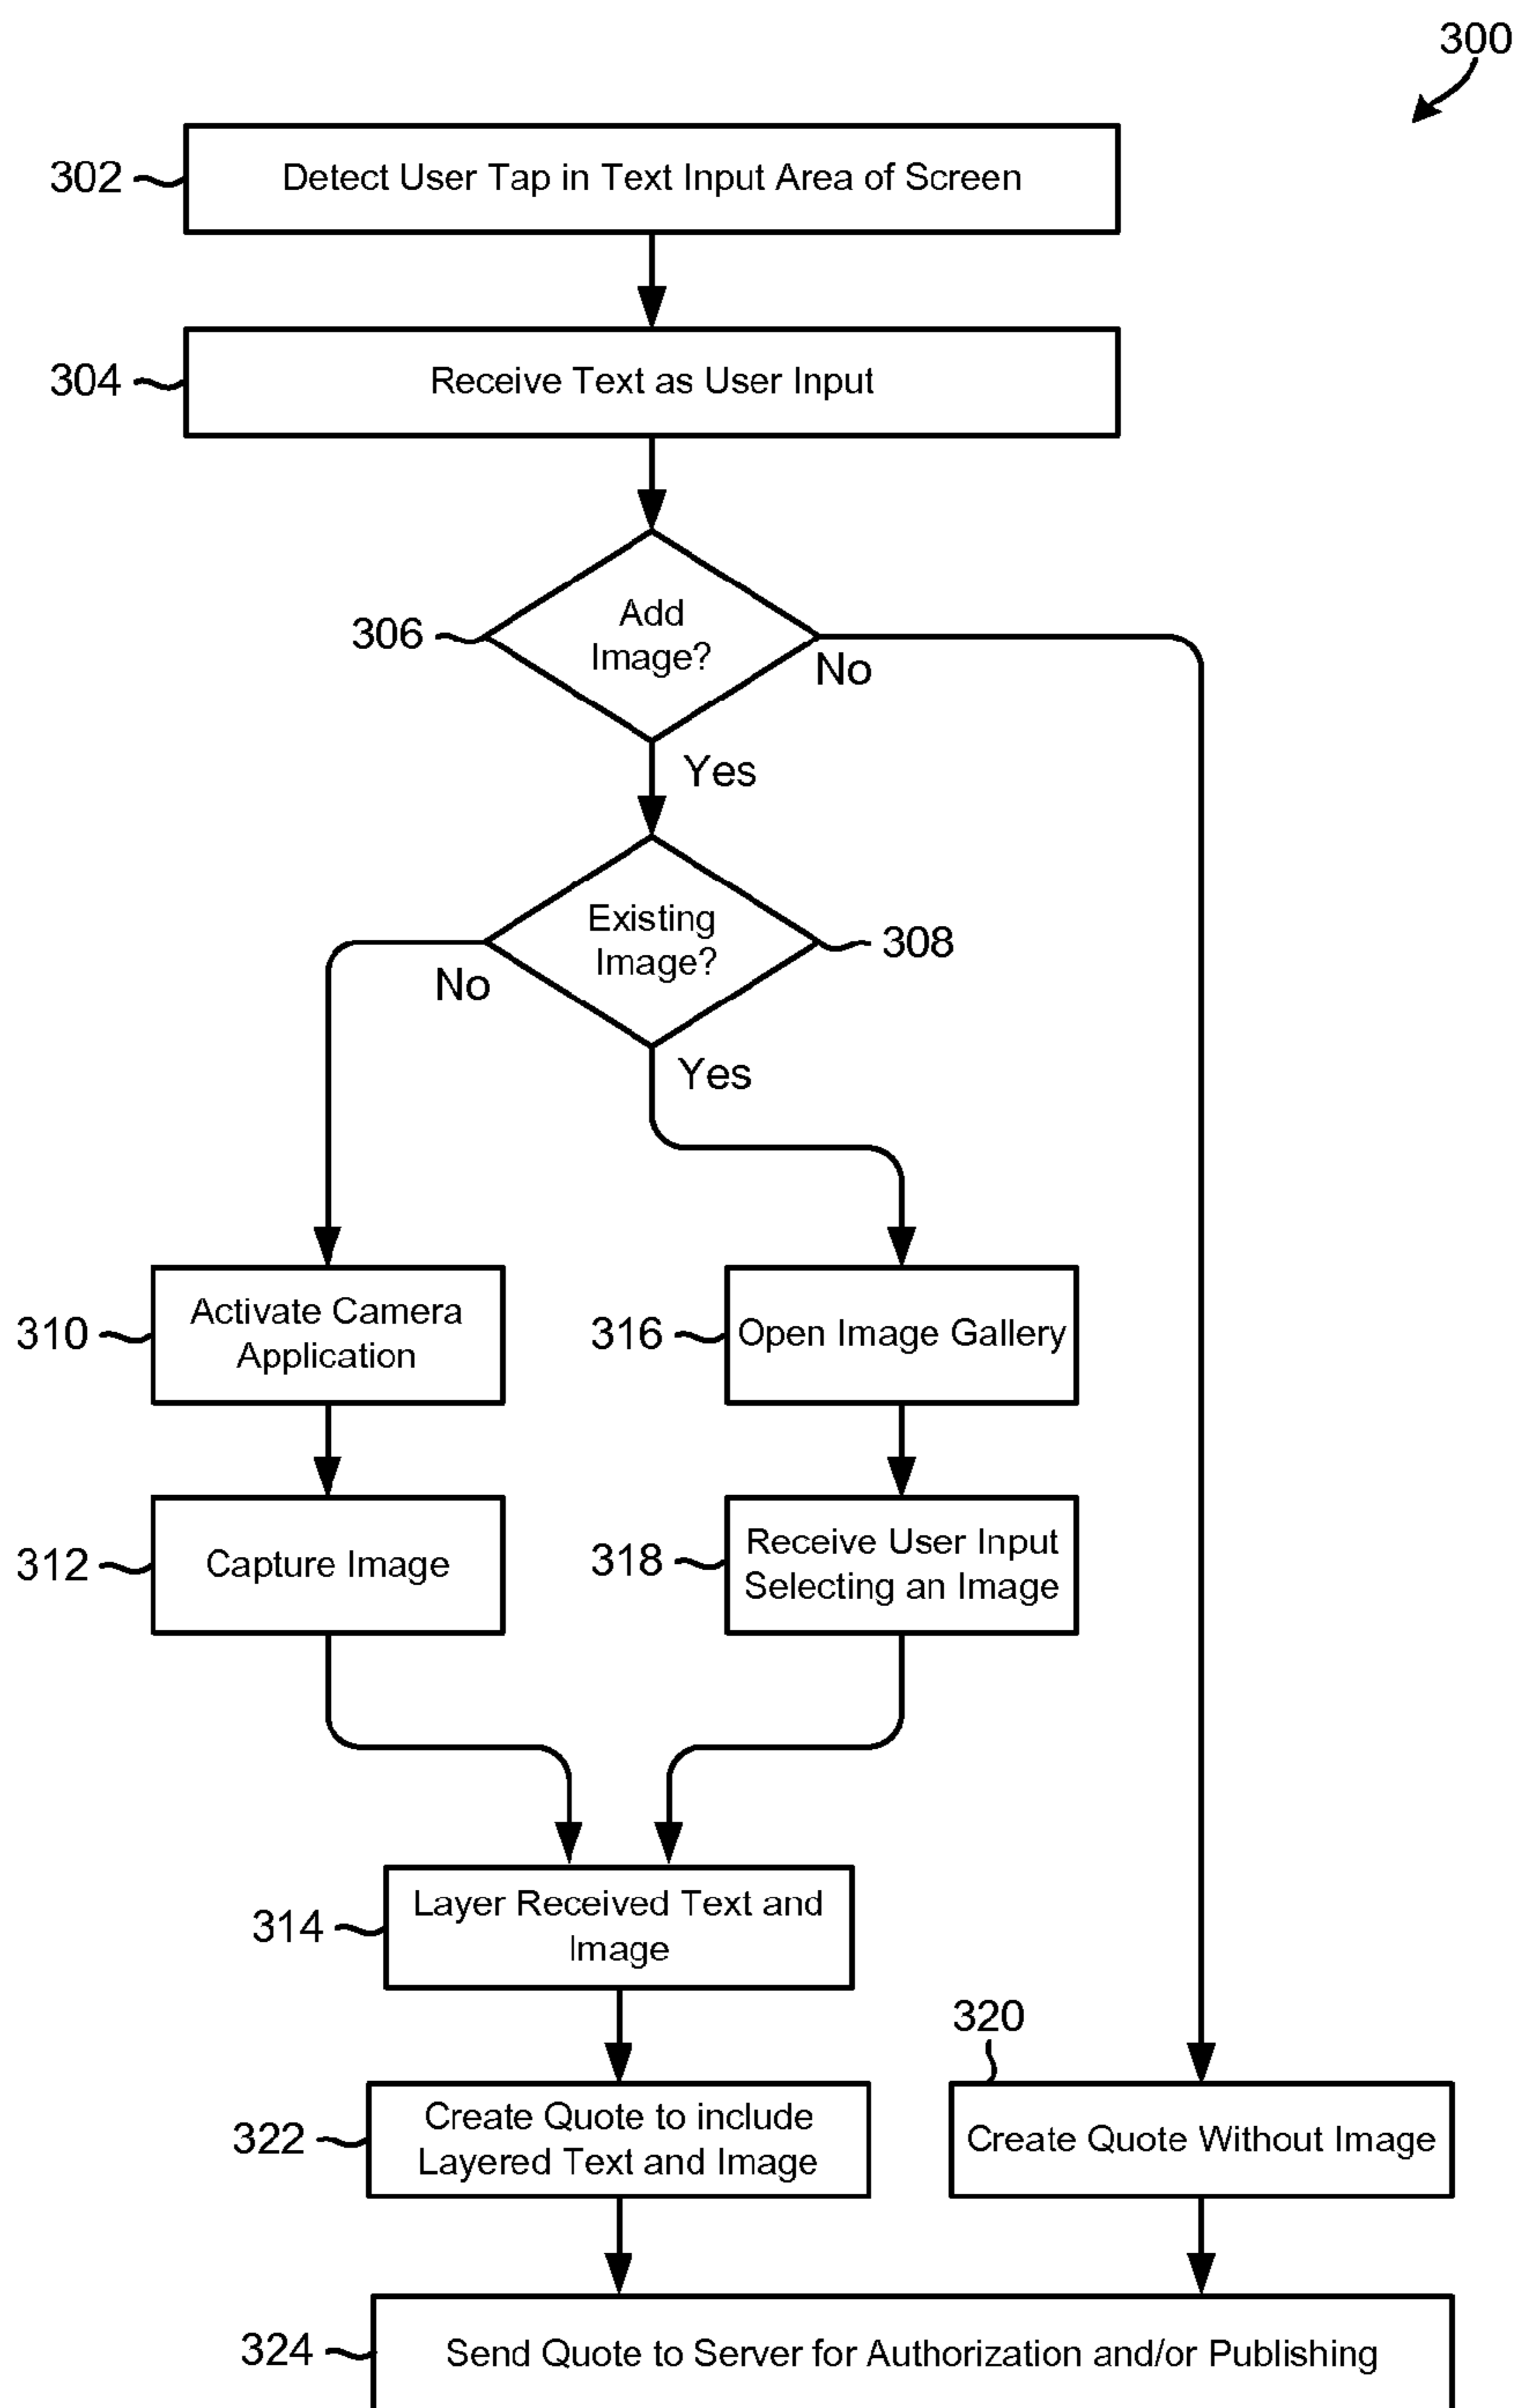 300
302
Detect User Tap in Text Input Area of Screen
304
Receive Text as User Input
306
Add
Image?
No
Yes
Existing
Image?
308
No
Yes
310
Activate Camera
Application
316
Open Image Gallery
312
Capture Image
318
Receive User Input
Selecting an Image
314
Layer Received Text and
Image
320
322
Create Quote to include
Layered Text and Image
Create Quote Without Image
324
Send Quote to Server for Authorization and/or Publishing